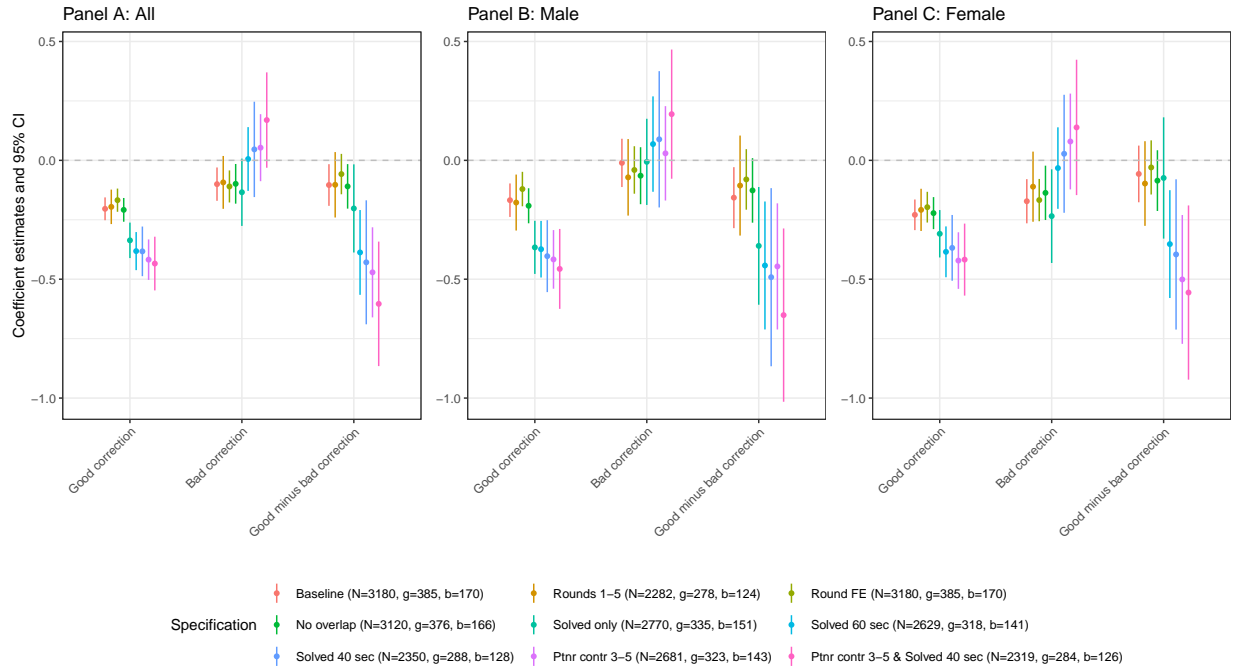 Panel A: All
Panel B: Male
Panel C: Female
Coefficient estimates and 95% CI
0.5
0.0
−0.5
−1.0
0.5
0.0
−0.5
−1.0
0.5
0.0
−0.5
−1.0
Good correction
Bad correction
Good minus bad correction
Good correction
Bad correction
Good minus bad correction
Good correction
Bad correction
Good minus bad correction
Specification
Baseline (N=3180, g=385, b=170)
Rounds 1−5 (N=2282, g=278, b=124)
Round FE (N=3180, g=385, b=170)
No overlap (N=3120, g=376, b=166)
Solved only (N=2770, g=335, b=151)
Solved 60 sec (N=2629, g=318, b=141)
Solved 40 sec (N=2350, g=288, b=128)
Ptnr contr 3−5 (N=2681, g=323, b=143)
Ptnr contr 3−5 & Solved 40 sec (N=2319, g=284, b=126)